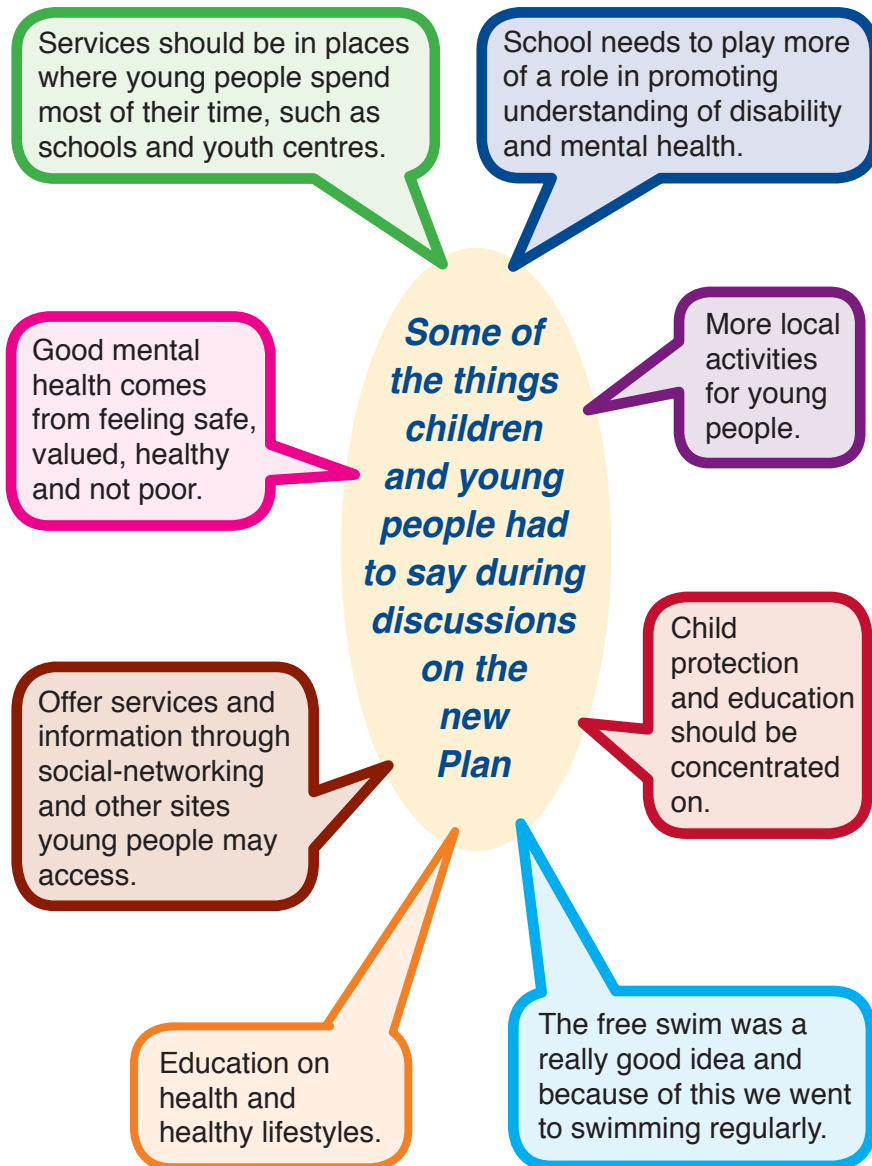 Services should be in places
where young people spend
most of their time, such as
schools and youth centres.
School needs to play more
of a role in promoting
understanding of disability
and mental health.
Good mental
health comes
from feeling safe,
valued, healthy
and not poor.
Some of
the things
children
and young
people had
to say during
discussions
on the
new
Plan
More local
activities
for young
people.
Offer services and
information through
social-networking
and other sites
young people may
access.
Child
protection
and education
should be
concentrated
on.
Education on
health and
healthy lifestyles.
The free swim was a
really good idea and
because of this we went
to swimming regularly.